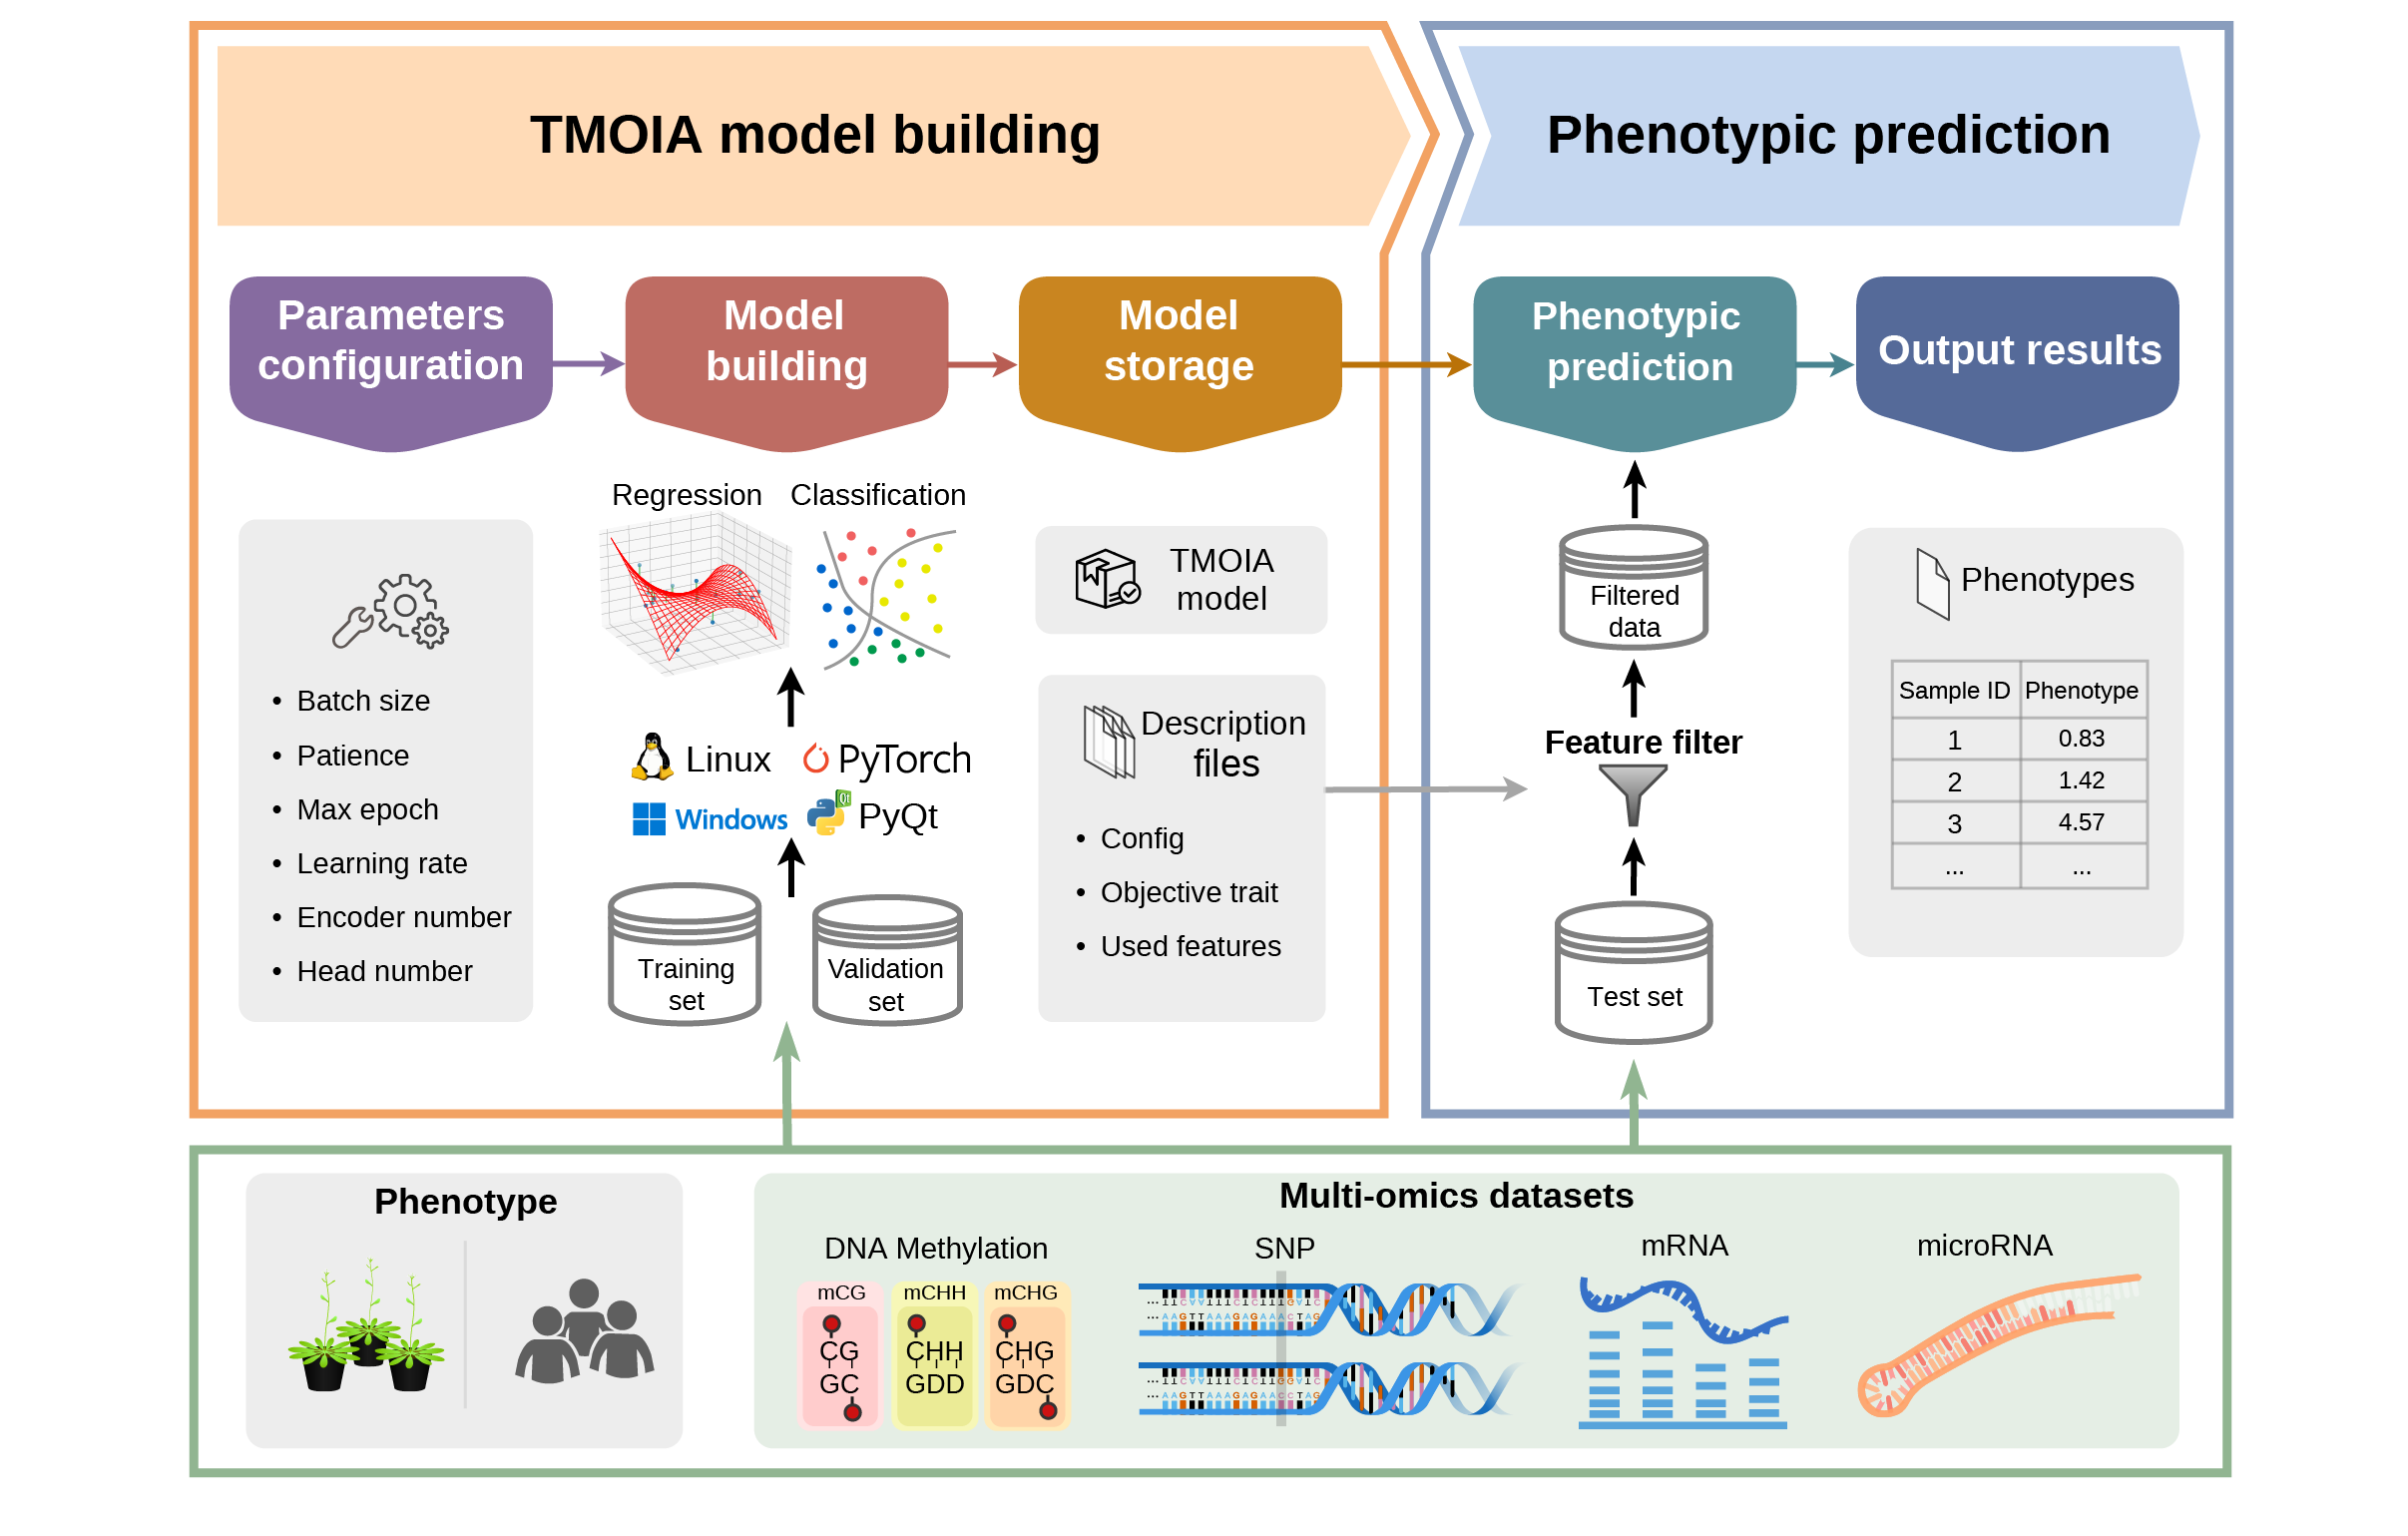 TMOIA model building
Phenotypic prediction
Parameters
configuration
Model
building
Model
storage
Phenotypic
prediction
Output results
• Batch size
• Patience
• Max epoch
• Learning rate
• Encoder number
• Head number
Regression
Classification
Linux
PyTorch
Windows
Qt
PyQt
Training
set
Validation
set
TMOIA
model
Description
files
• Config
• Objective trait
• Used features
Filtered
data
Feature filter
Test set
Phenotypes
Sample ID Phenotype
1 0.83
2 1.42
3 4.57
... ...
Phenotype
Multi-omics datasets
DNA Methylation
SNP
mRNA
microRNA
mCG
CG
GC
mCHH
CHH
GDD
mCHG
CHG
GDC